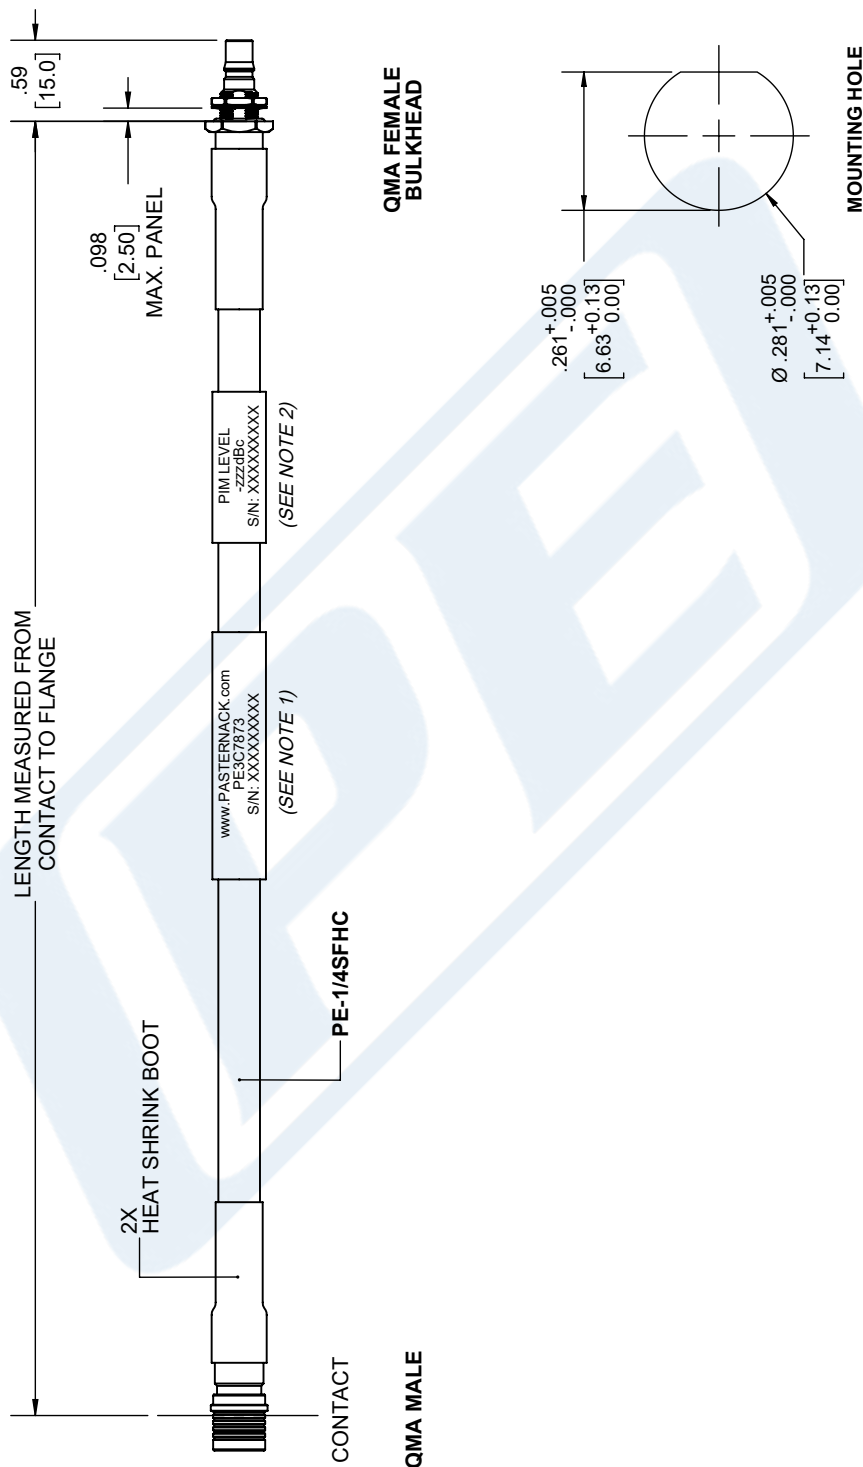 LENGTH MEASURED FROM
CONTACT TO FLANGE
.59
[15.0]
.098
[2.50]
MAX. PANEL
2X
HEAT SHRINK BOOT
www.PASTERNACK.com
PE3C7873
S/N: XXXXXXXXXX
(SEE NOTE 1)
PIM LEVEL
-zzzdBc
S/N: XXXXXXXXXX
(SEE NOTE 2)
PE-1/4SFHC
CONTACT
QMA MALE
QMA FEMALE
BULKHEAD
.261 +.005
-.000
[6.63 +0.13
0.00]
Ø .281 +.005
-.000
[7.14 +0.13
0.00]
MOUNTING HOLE
PE